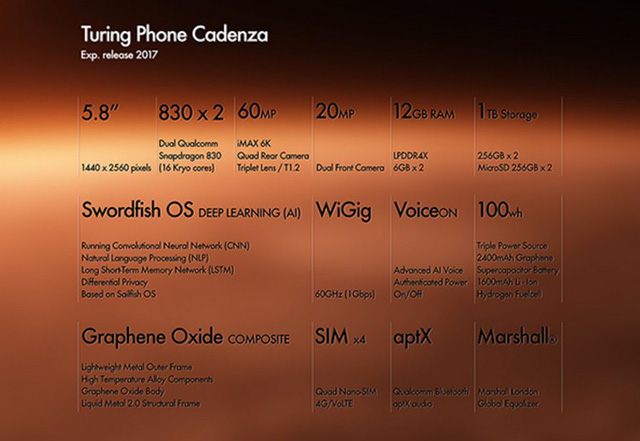 Turing Phone Cadenza
Exp. release 2017
5.8"
1440 x 2560 pixels
830 x 2
Dual Qualcomm
Snapdragon 830
(16 Kryo cores)
60MP
iMAX 6K
Quad Rear Camera
Triplet Lens / T1.2
20MP
Dual Front Camera
12GB RAM
LPDDR4X
6GB x 2
1TB Storage
256GB x 2
MicroSD 256GB x 2
Swordfish OS DEEP LEARNING (AI)
Running Convolutional Neural Network (CNN)
Natural Language Processing (NLP)
Long Short-Term Memory Network (LSTM)
Differential Privacy
Based on Sailfish OS
WiGig
60GHz (1Gbps)
VoiceON
Advanced AI Voice
Authenticated Power
On/Off
100wh
Triple Power Source
2400mAh Graphene
Supercapacitor Battery
1600mAh Li-Ion
Hydrogen Fuelcell
Graphene Oxide COMPOSITE
Lightweight Metal Outer Frame
High Temperature Alloy Components
Graphene Oxide Body
Liquid Metal 2.0 Structural Frame
SIM x4
Quad Nano-SIM
4G/VoLTE
aptX
Qualcomm Bluetooth
aptX audio
Marshall®
Marshall London
Global Equalizer